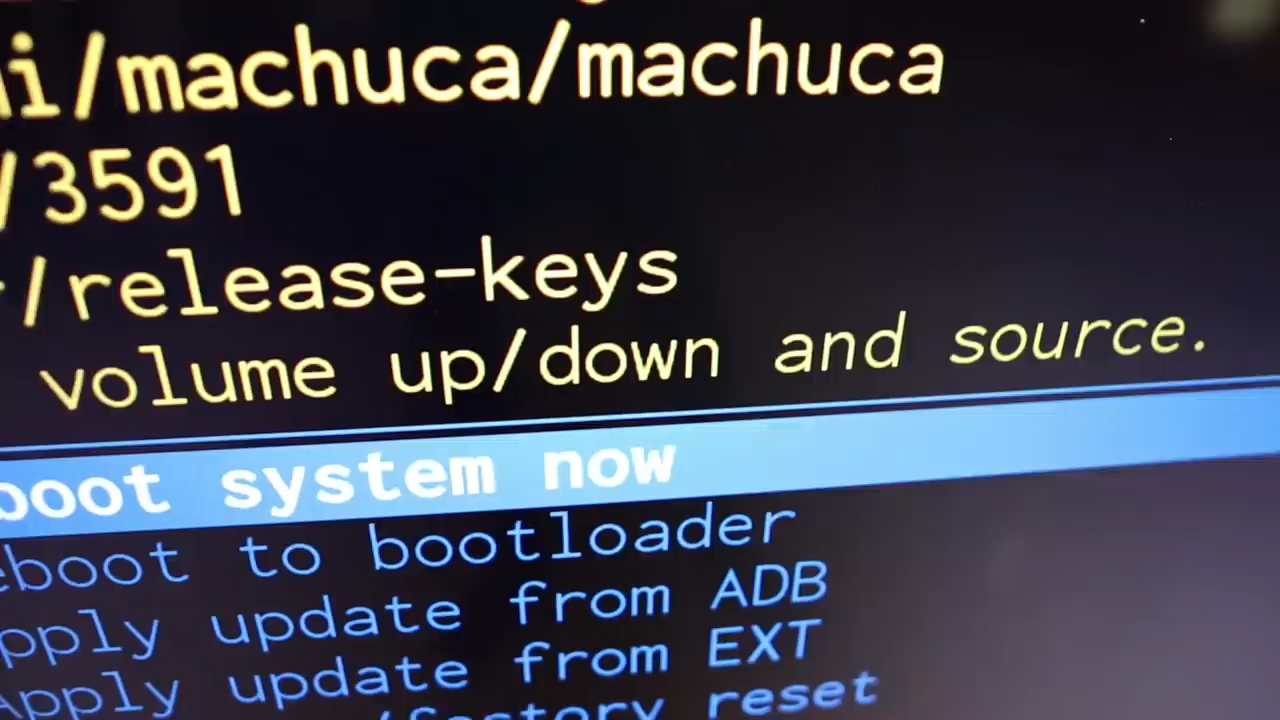 i/machuca/machuca
/3591
/release-keys
volume up/down and source.
boot system now
eboot to bootloader
pply update from ADB
Apply update from EXT
/factory reset